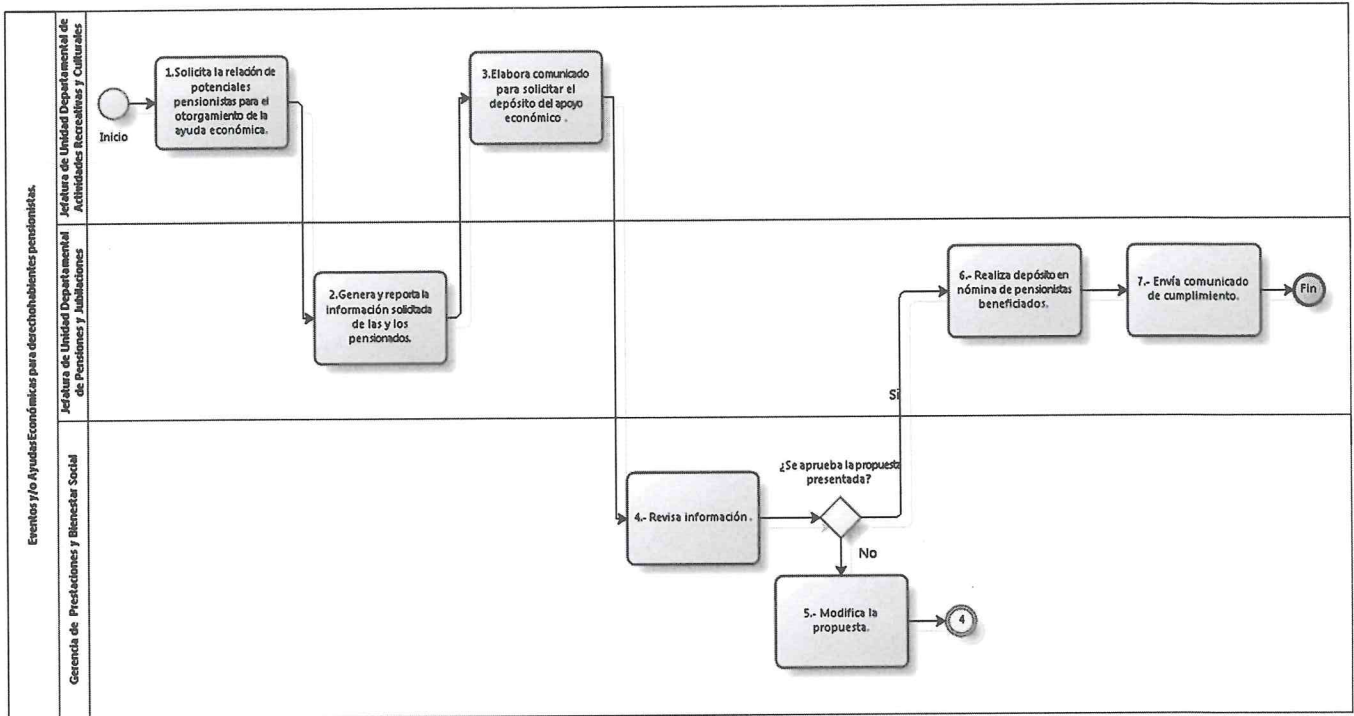 Eventos y/o Ayudas Económicas para derechohabientes pensionistas.
Jefatura de Unidad Departamental de
Actividades Recreativas y Culturales
Inicio
1.Solicita la relación de
potenciales
pensionistas para el
otorgamiento de la
ayuda económica.
3.Elabora comunicado
para solicitar el
depósito del apoyo
económico .
Jefatura de Unidad Departamental
de Pensiones y Jubilaciones
2.Genera y reporta la
información solicitada
de las y los
pensionados.
6.- Realiza depósito en
nómina de pensionistas
beneficiados.
7.- Envía comunicado
de cumplimiento.
Fin
Si
Gerencia de Prestaciones y Bienestar Social
4.- Revisa información .
¿Se aprueba la propuesta
presentada?
No
5.- Modifica la
propuesta.
4